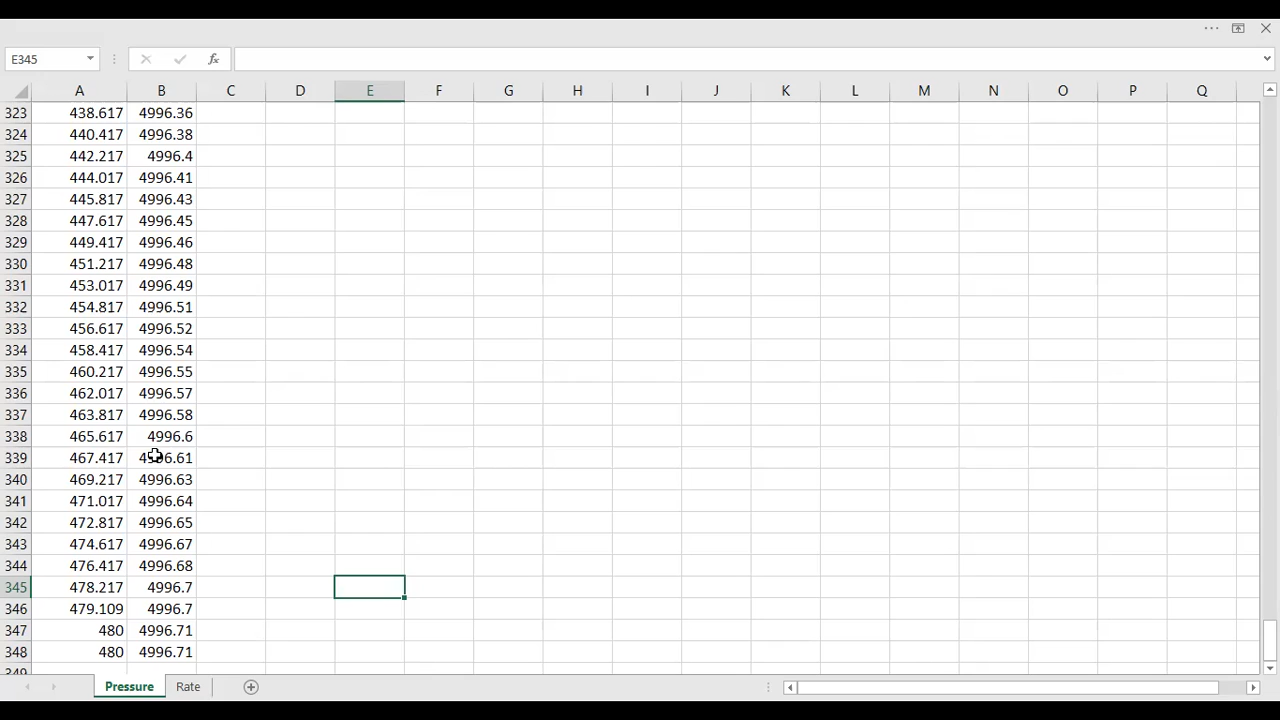 E345
fx
A B C D E F G H I J K L M N O P Q
323 438.617 4996.36
324 440.417 4996.38
325 442.217 4996.4
326 444.017 4996.41
327 445.817 4996.43
328 447.617 4996.45
329 449.417 4996.46
330 451.217 4996.48
331 453.017 4996.49
332 454.817 4996.51
333 456.617 4996.52
334 458.417 4996.54
335 460.217 4996.55
336 462.017 4996.57
337 463.817 4996.58
338 465.617 4996.6
339 467.417 4996.61
340 469.217 4996.63
341 471.017 4996.64
342 472.817 4996.65
343 474.617 4996.67
344 476.417 4996.68
345 478.217 4996.7
346 479.109 4996.7
347 480 4996.71
348 480 4996.71
349
Pressure Rate